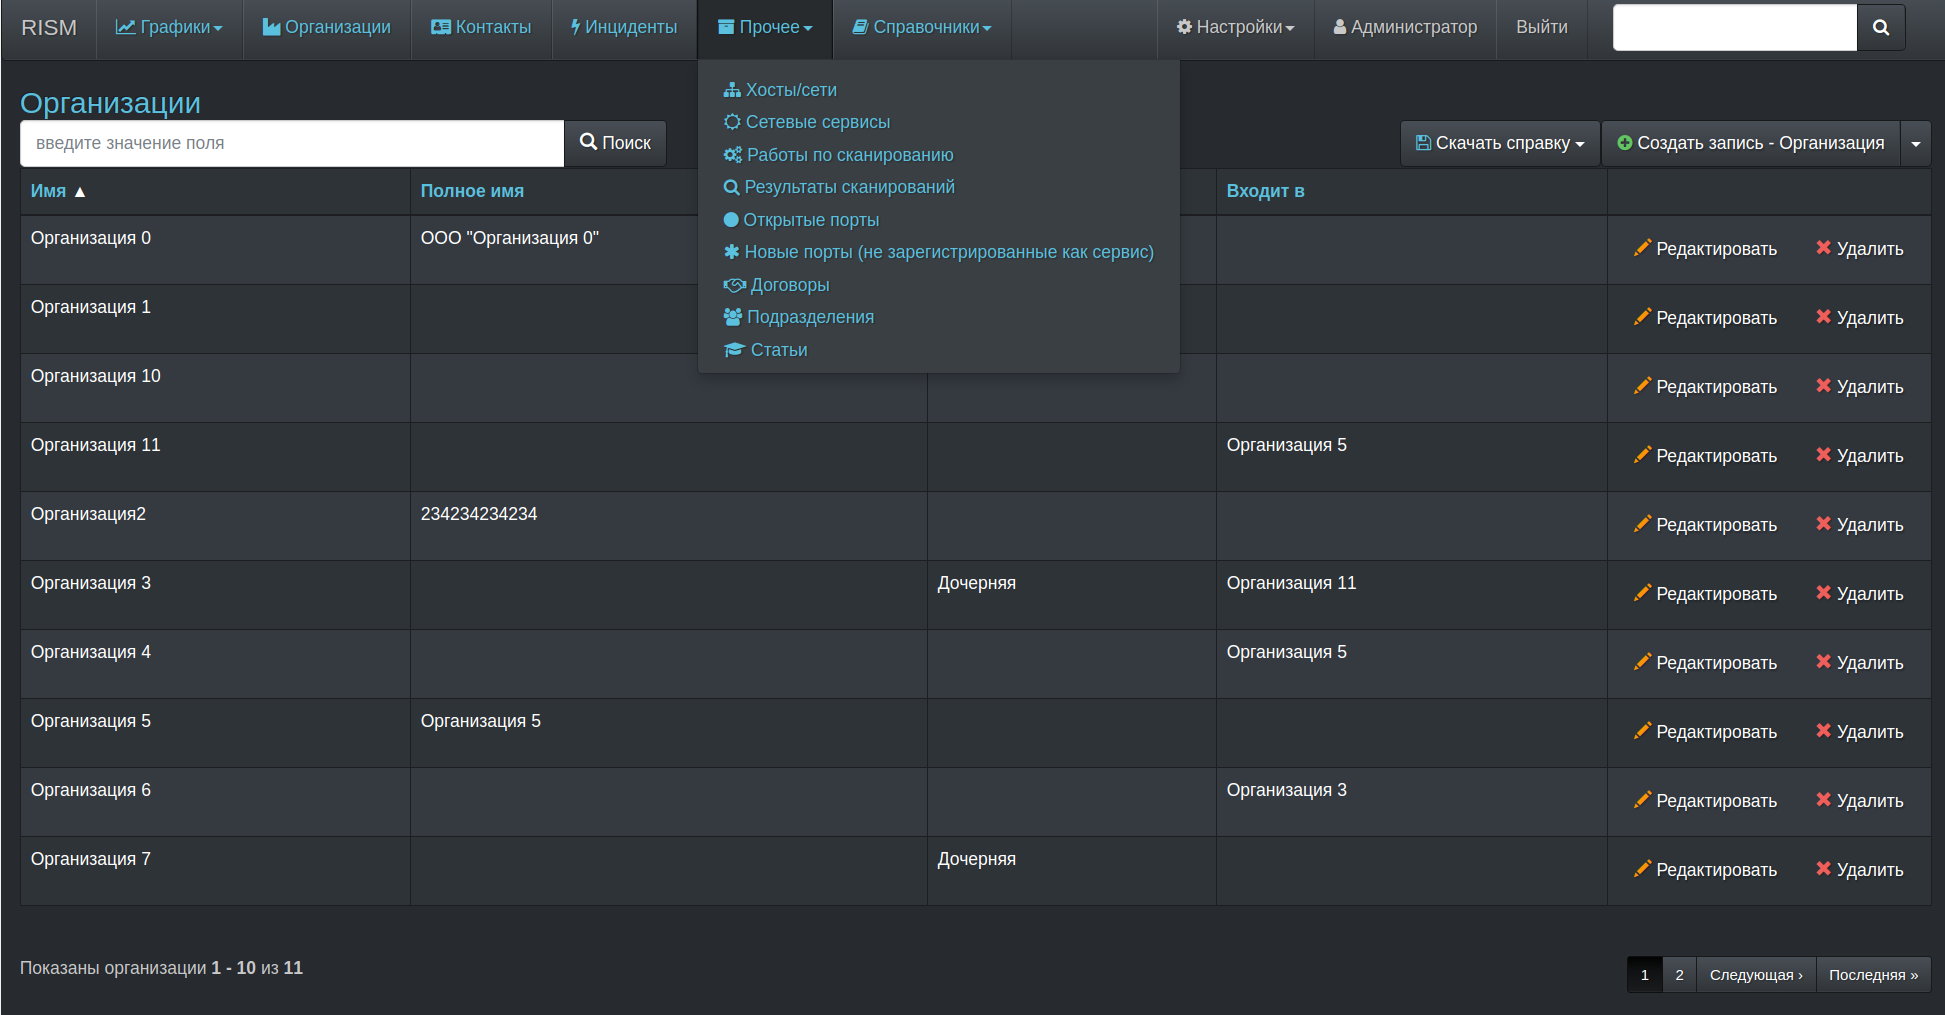 RISM Графики Организации Контакты Инциденты Прочее Справочники Настройки Администратор Выйти
Хосты/сети
Сетевые сервисы
Работы по сканированию
Результаты сканирований
Открытые порты
Новые порты (не зарегистрированные как сервис)
Договоры
Подразделения
Статьи
Организации
введите значение поля Поиск Скачать справку Создать запись - Организация
Имя ▲ Полное имя Входит в
Организация 0 ООО "Организация 0" Редактировать Удалить
Организация 1 Редактировать Удалить
Организация 10 Редактировать Удалить
Организация 11 Организация 5 Редактировать Удалить
Организация2 234234234234 Редактировать Удалить
Организация 3 Дочерняя Организация 11 Редактировать Удалить
Организация 4 Организация 5 Редактировать Удалить
Организация 5 Организация 5 Редактировать Удалить
Организация 6 Организация 3 Редактировать Удалить
Организация 7 Дочерняя Редактировать Удалить
Показаны организации 1 - 10 из 11 1 2 Следующая › Последняя »